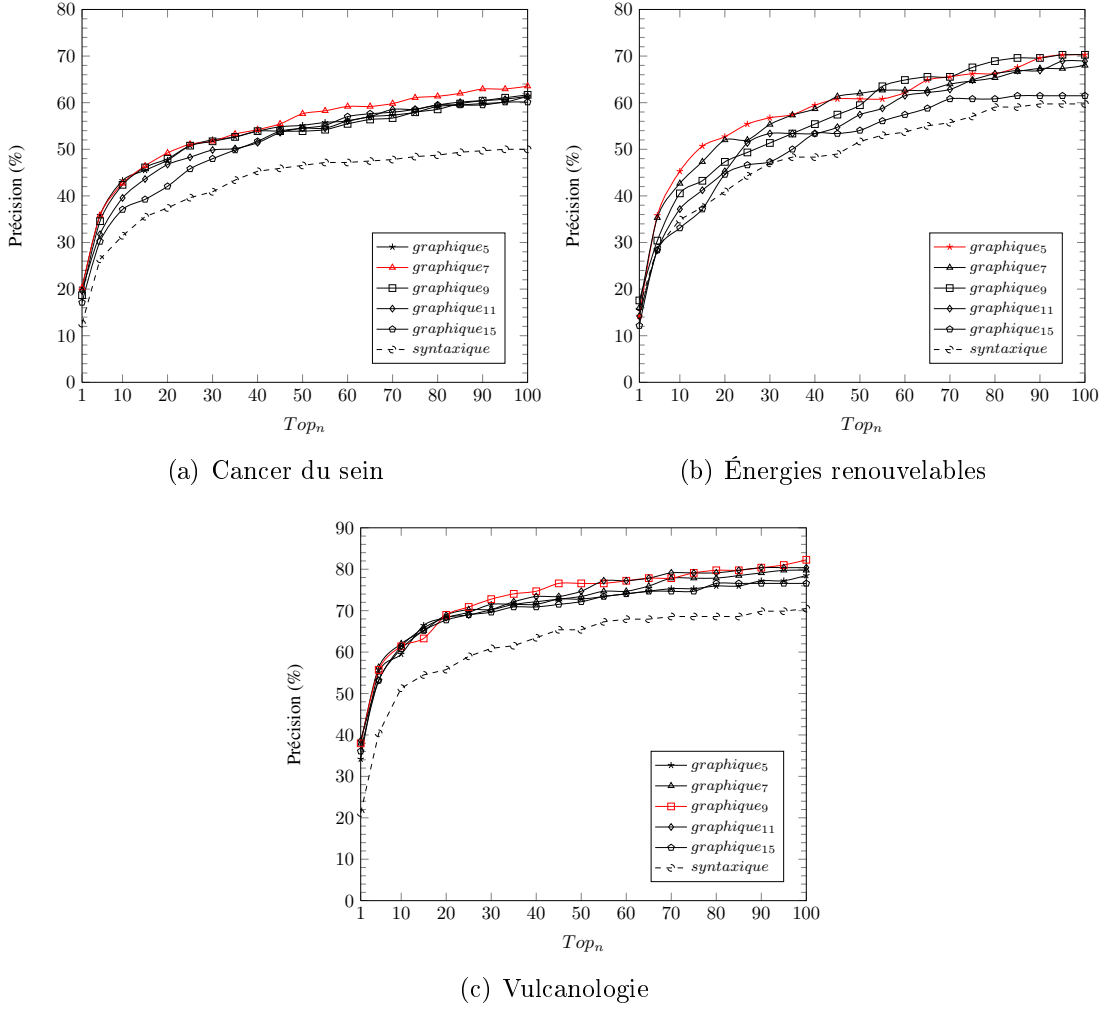 80
70
60
50
40
30
20
10
0
Précision (%)
1 10 20 30 40 50 60 70 80 90 100
Top_n
graphique_5
graphique_7
graphique_9
graphique_11
graphique_15
syntaxique
(a) Cancer du sein
80
70
60
50
40
30
20
10
0
Précision (%)
1 10 20 30 40 50 60 70 80 90 100
Top_n
graphique_5
graphique_7
graphique_9
graphique_11
graphique_15
syntaxique
(b) Énergies renouvelables
90
80
70
60
50
40
30
20
10
0
Précision (%)
1 10 20 30 40 50 60 70 80 90 100
Top_n
graphique_5
graphique_7
graphique_9
graphique_11
graphique_15
syntaxique
(c) Vulcanologie